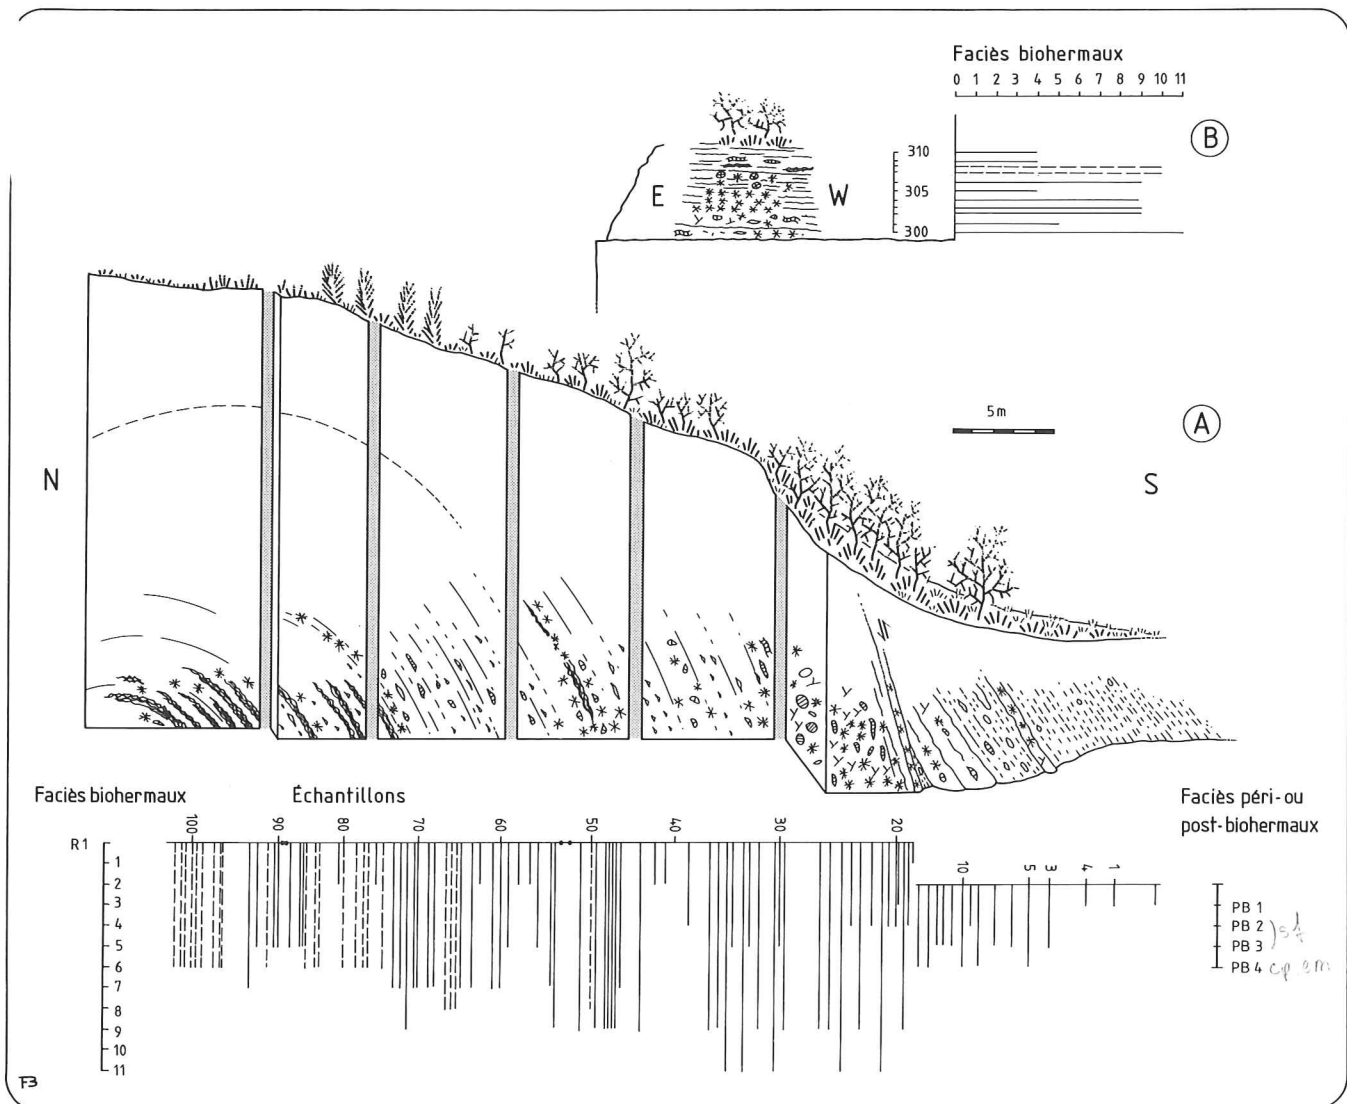 Faciès biohermaux
0 1 2 3 4 5 6 7 8 9 10 11
B
310
305
300
E
W
5m
A
N
S
Faciès biohermaux
Échantillons
Faciès péri-ou
post-biohermaux
R1
100
90
80
70
60
50
40
30
20
10
5
3
4
1
1
2
3
4
5
6
7
8
9
10
11
PB 1
PB 2
PB 3
PB 4
F3